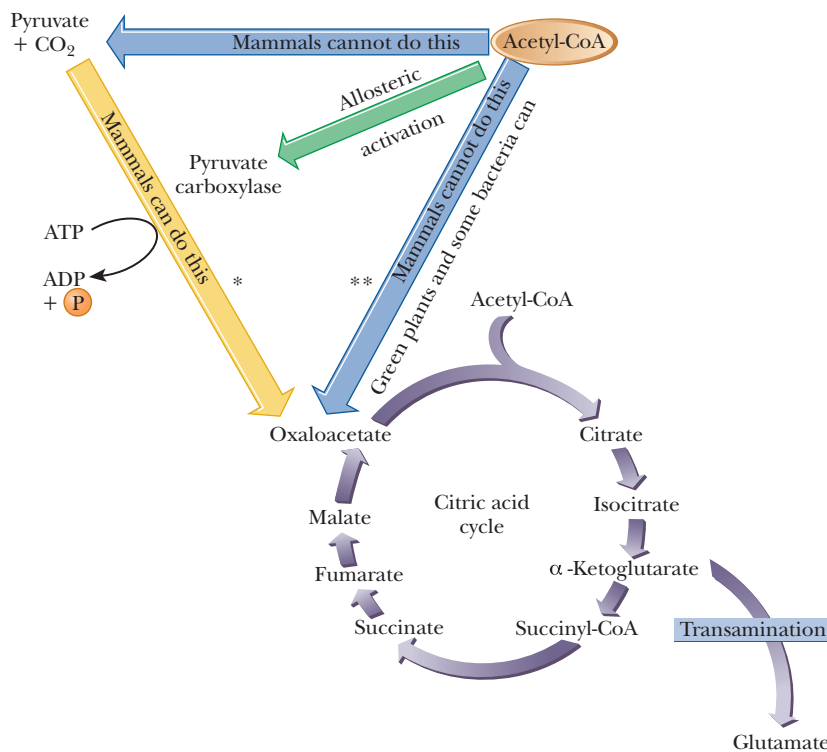 Pyruvate
+ CO₂
Mammals cannot do this
Acetyl-CoA
Allosteric
activation
Pyruvate
carboxylase
Mammals can do this
*
ATP
ADP
+ P
Mammals cannot do this
**
Green plants and some bacteria can
Acetyl-CoA
Oxaloacetate
Citrate
Citric acid
cycle
Isocitrate
Malate
α-Ketoglutarate
Fumarate
Succinate
Succinyl-CoA
Transamination
Glutamate